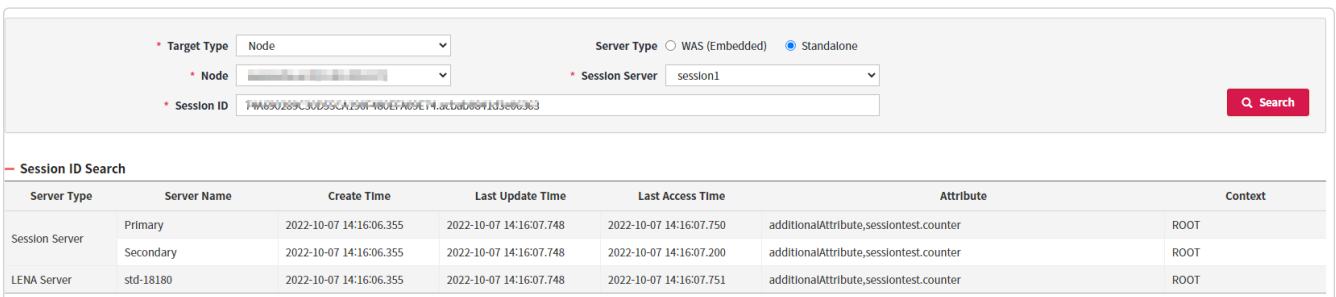 * Target Type Node Server Type WAS (Embedded) Standalone
* Node * Session Server session1
* Session ID
Search
Session ID Search
Server Type Server Name Create Time Last Update Time Last Access Time Attribute Context
Session Server Primary 2022-10-07 14:16:06.355 2022-10-07 14:16:07.748 2022-10-07 14:16:07.750 additionalAttribute,sessiontest.counter ROOT
Secondary 2022-10-07 14:16:06.355 2022-10-07 14:16:07.748 2022-10-07 14:16:07.200 additionalAttribute,sessiontest.counter ROOT
LENA Server std-18180 2022-10-07 14:16:06.355 2022-10-07 14:16:07.748 2022-10-07 14:16:07.751 additionalAttribute,sessiontest.counter ROOT